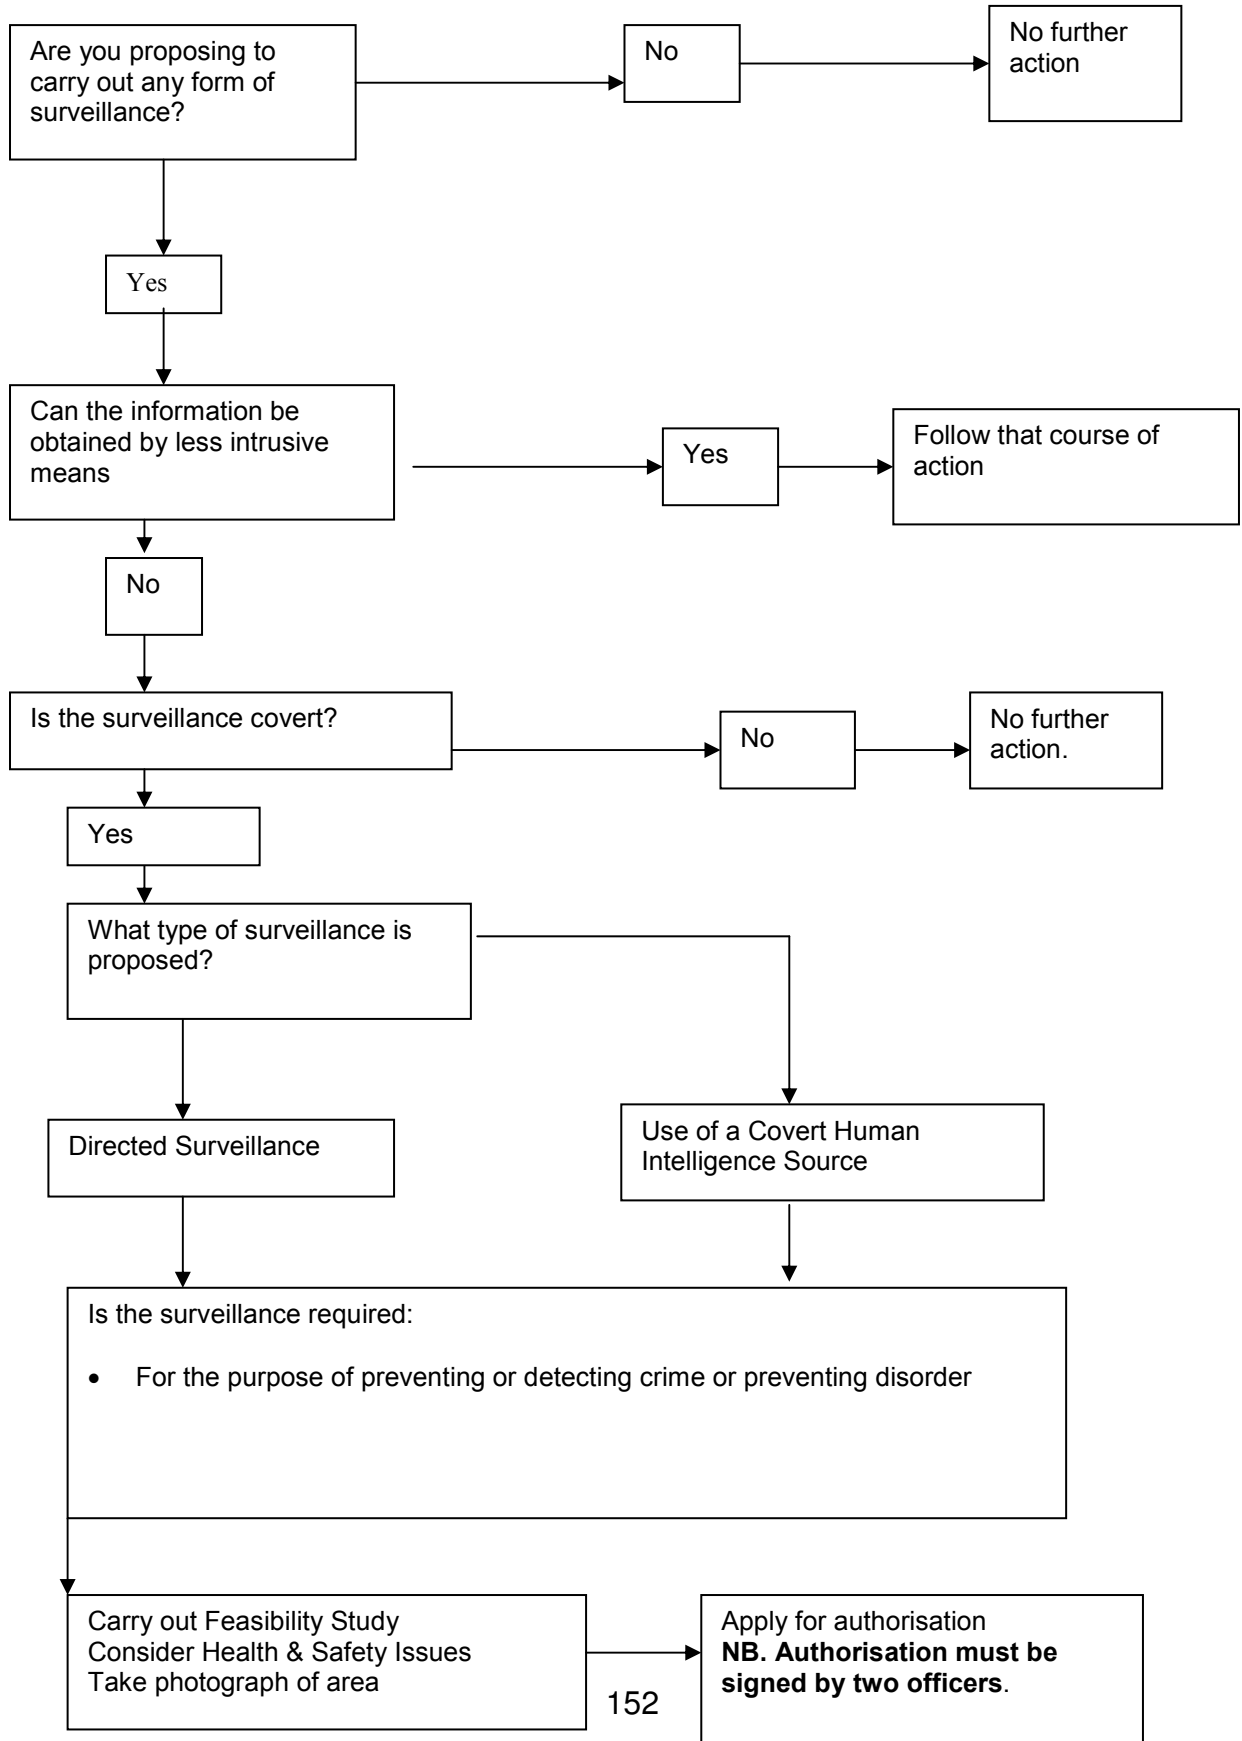 Are you proposing to
carry out any form of
surveillance?
No
No further
action
Yes
Can the information be
obtained by less intrusive
means
Yes
Follow that course of
action
No
Is the surveillance covert?
No
No further
action.
Yes
What type of surveillance is
proposed?
Directed Surveillance
Use of a Covert Human
Intelligence Source
Is the surveillance required:
• For the purpose of preventing or detecting crime or preventing disorder
Carry out Feasibility Study
Consider Health & Safety Issues
Take photograph of area
Apply for authorisation
NB. Authorisation must be
signed by two officers.
152